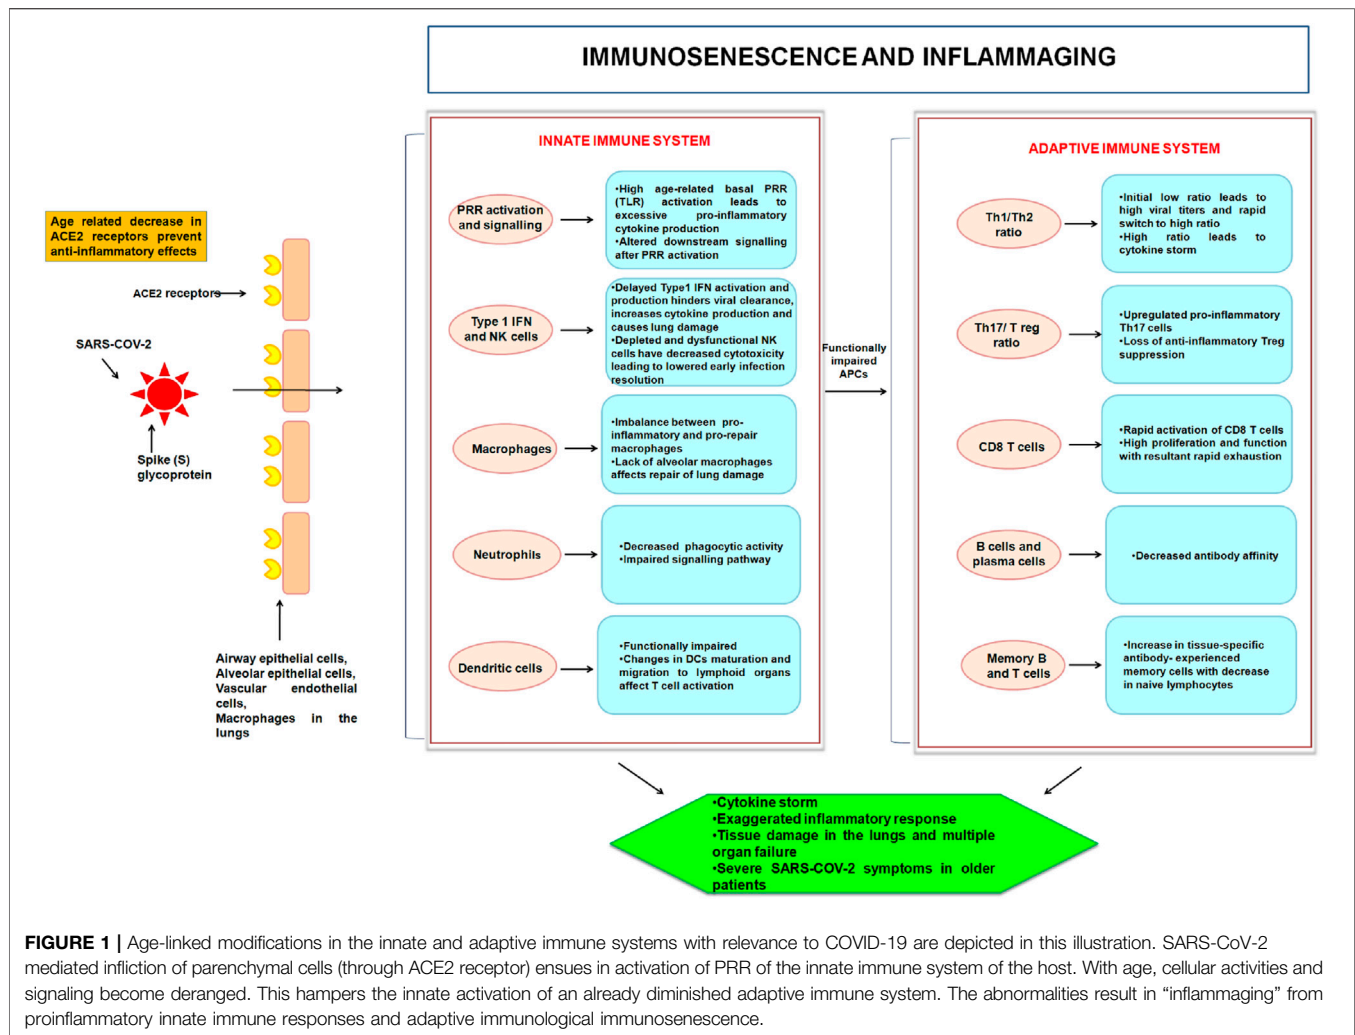 IMMUNOSENESCENCE AND INFLAMMAGING
Age related decrease in
ACE2 receptors prevent
anti-inflammatory effects
ACE2 receptors
SARS-COV-2
Spike (S)
glycoprotein
Airway epithelial cells,
Alveolar epithelial cells,
Vascular endothelial
cells,
Macrophages in the
lungs
INNATE IMMUNE SYSTEM
PRR activation
and signalling
•High age-related basal PRR
(TLR) activation leads to
excessive pro-inflammatory
cytokine production
•Altered downstream signalling
after PRR activation
Type 1 IFN
and NK cells
•Delayed Type1 IFN activation and
production hinders viral clearance,
increases cytokine production and
causes lung damage
•Depleted and dysfunctional NK
cells have decreased cytotoxicity
leading to lowered early infection
resolution
Macrophages
•Imbalance between pro-
inflammatory and pro-repair
macrophages
•Lack of alveolar macrophages
affects repair of lung damage
Neutrophils
•Decreased phagocytic activity
•Impaired signalling pathway
Dendritic cells
•Functionally impaired
•Changes in DCs maturation and
migration to lymphoid organs
affect T cell activation
Functionally
impaired
APCs
ADAPTIVE IMMUNE SYSTEM
Th1/Th2
ratio
•Initial low ratio leads to
high viral titers and rapid
switch to high ratio
•High ratio leads to
cytokine storm
Th17/ T reg
ratio
•Upregulated pro-inflammatory
Th17 cells
•Loss of anti-inflammatory Treg
suppression
CD8 T cells
•Rapid activation of CD8 T cells
•High proliferation and function
with resultant rapid exhaustion
B cells and
plasma cells
•Decreased antibody affinity
Memory B
and T cells
•Increase in tissue-specific
antibody- experienced
memory cells with decrease
in naive lymphocytes
•Cytokine storm
•Exaggerated inflammatory response
•Tissue damage in the lungs and multiple
organ failure
•Severe SARS-COV-2 symptoms in older
patients
FIGURE 1 | Age-linked modifications in the innate and adaptive immune systems with relevance to COVID-19 are depicted in this illustration. SARS-CoV-2
mediated infliction of parenchymal cells (through ACE2 receptor) ensues in activation of PRR of the innate immune system of the host. With age, cellular activities and
signaling become deranged. This hampers the innate activation of an already diminished adaptive immune system. The abnormalities result in “inflammaging” from
proinflammatory innate immune responses and adaptive immunological immunosenescence.